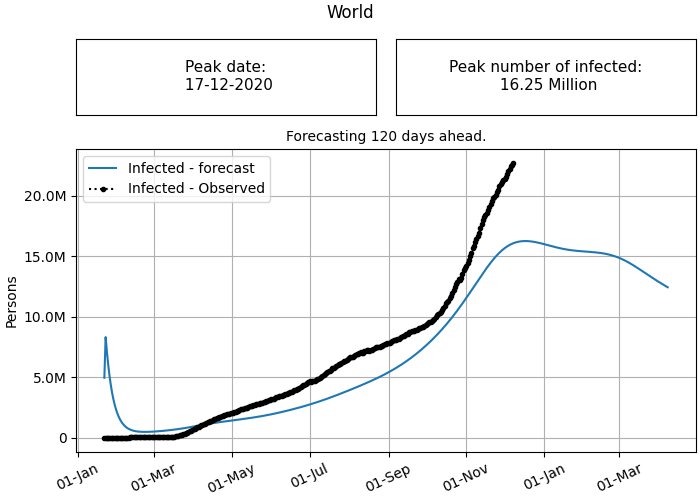 World
Peak date:
17-12-2020
Peak number of infected:
16.25 Million
Forecasting 120 days ahead.
Infected - forecast
Infected - Observed
Persons
20.0M
15.0M
10.0M
5.0M
0
01-Jan
01-Mar
01-May
01-Jul
01-Sep
01-Nov
01-Jan
01-Mar